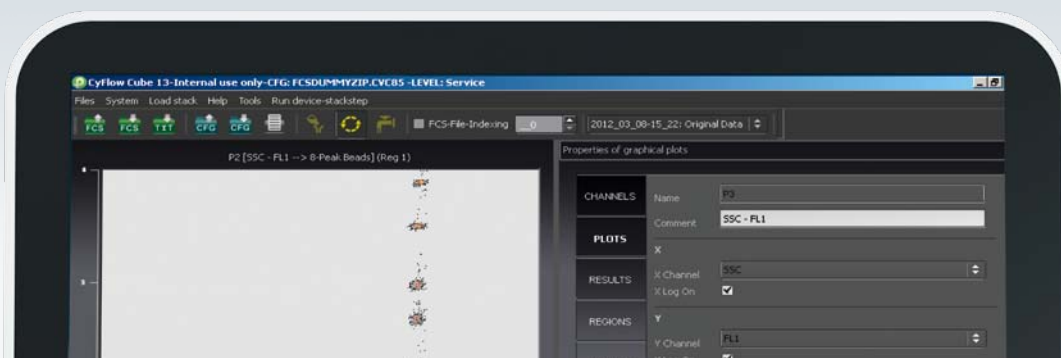 CyFlow Cube 13-Internal use only-CFG: FCSDUMMYZIP.CVC85 -LEVEL: Service
Files System Load stack Help Tools Run device-stackstep
FCS FCS TXT CFG CFG FCS-File-Indexing 0 2012_03_08-15_22: Original Data
Properties of graphical plots
P2 [SSC - FL1 --> 8-Peak Beads] (Reg 1)
CHANNELS
Name P3
Comment SSC - FL1
PLOTS
X
RESULTS
X Channel SSC
X Log On
REGIONS
Y
Y Channel FL1